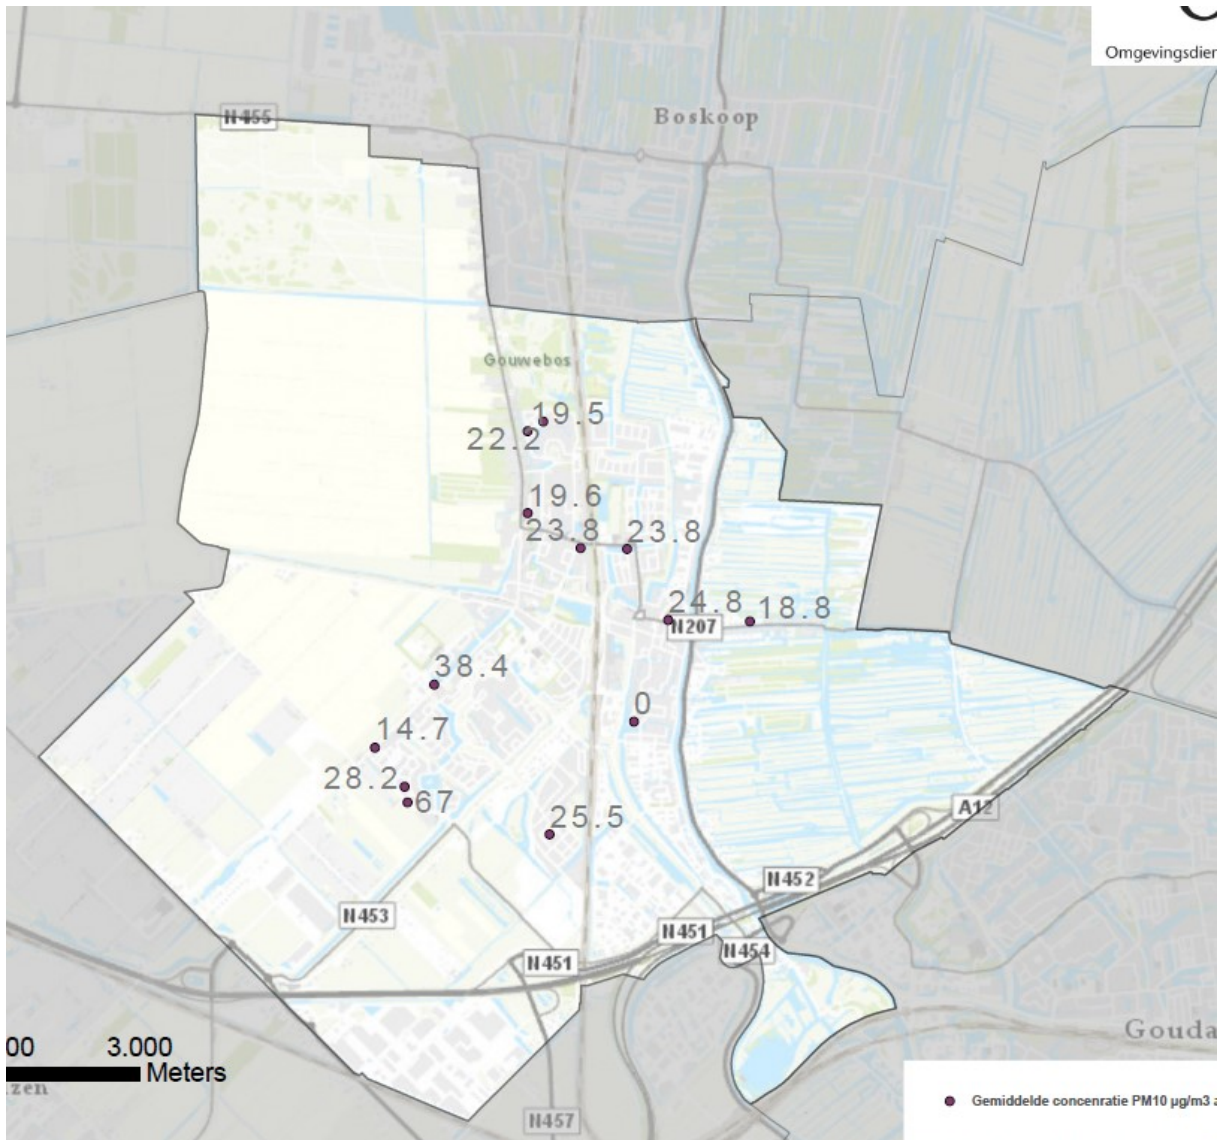 Omgevingsdien
N455
Boskoop
Gouwebos
19.5
22.2
19.6
23.8
23.8
24.8
18.8
N207
38.4
0
14.7
28.2
67
25.5
A12
N452
N453
N451
N454
N451
Gouda
00 3.000
Meters
zen
N457
Gemiddelde concenratie PM10 µg/m3